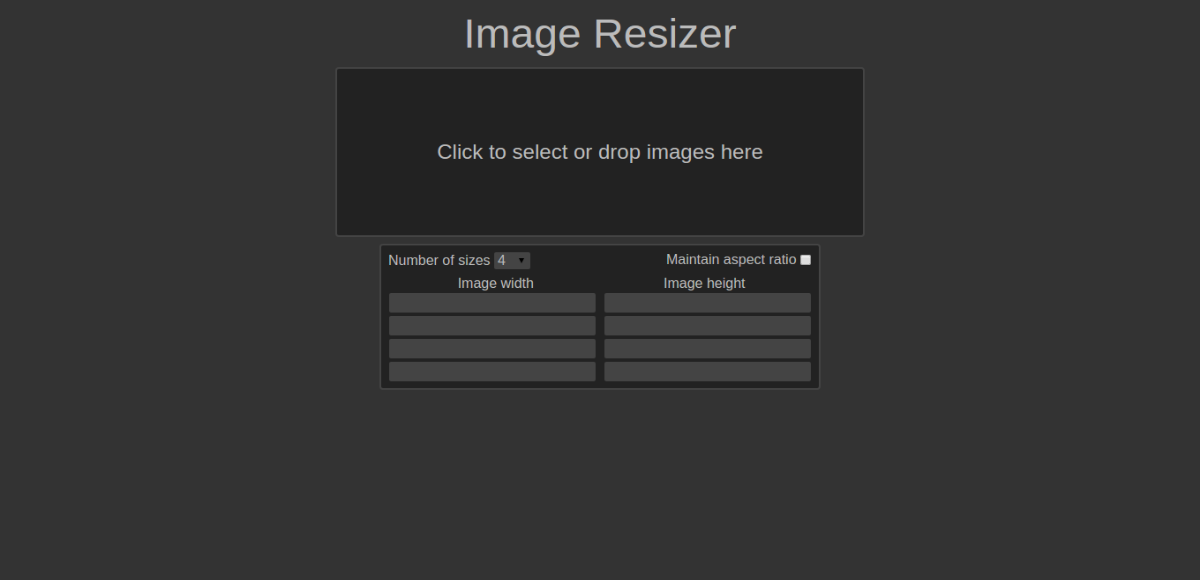 Image Resizer
Click to select or drop images here
Number of sizes 4 Maintain aspect ratio
Image width Image height